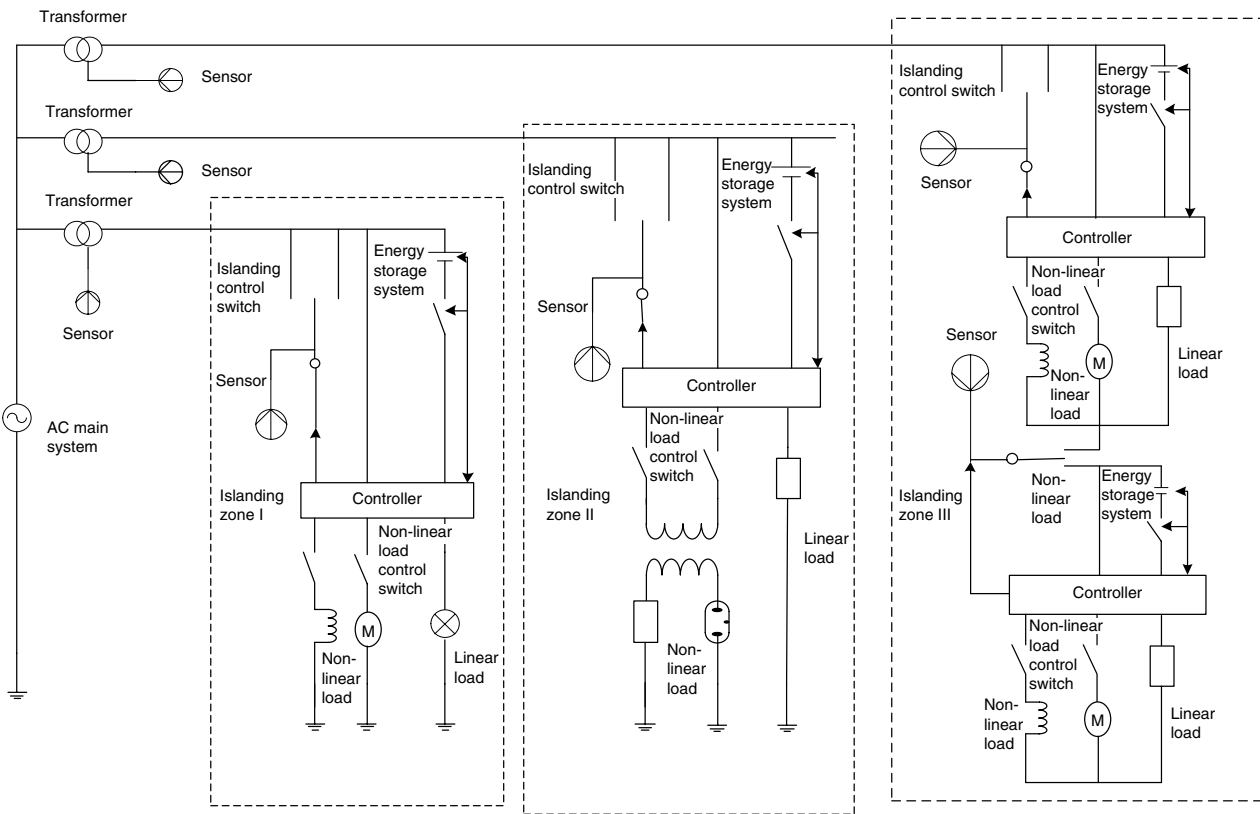 Transformer
Sensor
Transformer
Sensor
Transformer
Sensor
AC main
system
Islanding
control
switch
Energy
storage
system
Sensor
Islanding
zone I
Controller
Non-linear
load
control
switch
M
Non-
linear
load
Linear
load
Islanding
control switch
Energy
storage
system
Sensor
Controller
Non-linear
load
control
switch
Islanding
zone II
Non-
linear
load
Linear
load
Islanding
control switch
Energy
storage
system
Sensor
Controller
Non-linear
load
control
switch
Sensor
M
Non-
linear
load
Linear
load
Islanding
zone III
Non-
linear
load
Energy
storage
system
Controller
Non-linear
load
control
switch
Non-
linear
load
M
Linear
load